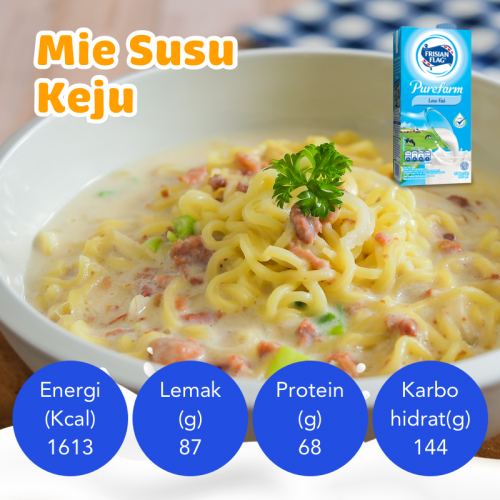 Mie Susu
Keju
FRISIAN
FLAG
Purefarm
Low Fat
Energi
(Kcal)
1613
Lemak
(g)
87
Protein
(g)
68
Karbo
hidrat(g)
144